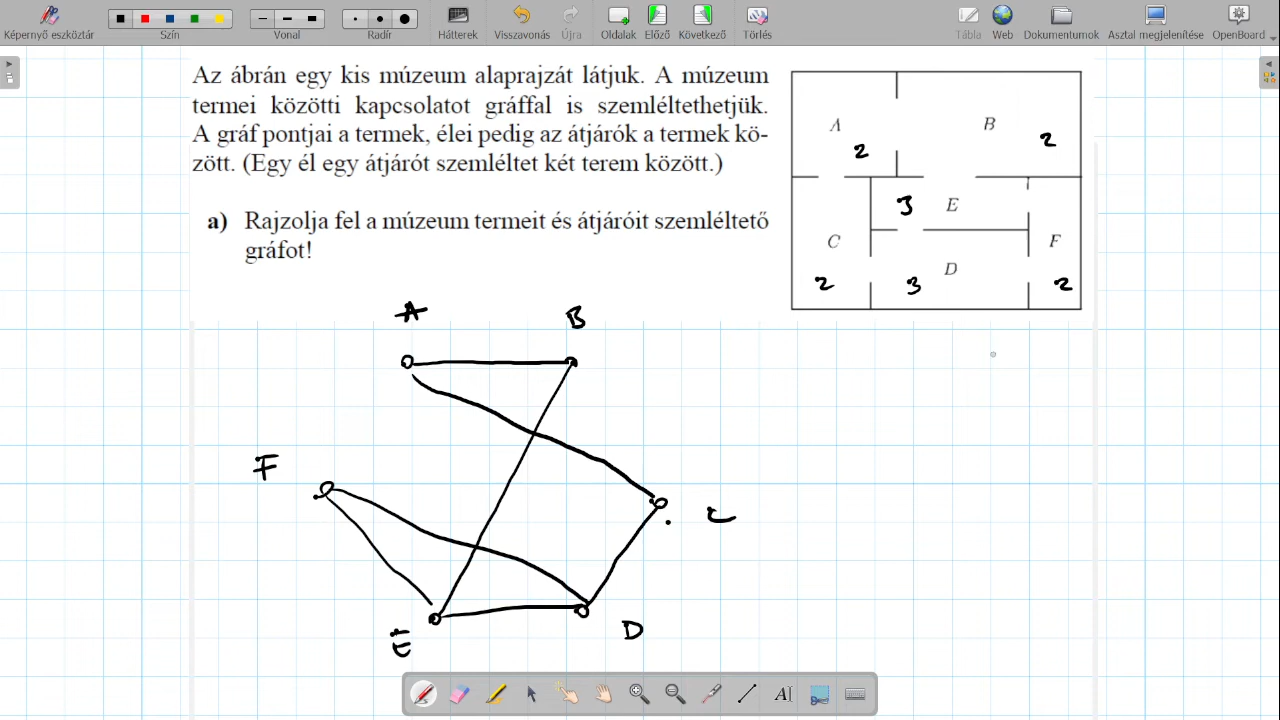 Képernyő eszköztár
Szín
Vonal
Radír
Hátterek
Visszavonás
Újra
Oldalak
Előző
Következő
Törlés
Tábla
Web
Dokumentumok
Asztal megjelenítése
OpenBoard
Az ábrán egy kis múzeum alaprajzát látjuk. A múzeum
termei közötti kapcsolatot gráffal is szemléltethetjük.
A gráf pontjai a termek, élei pedig az átjárók a termek kö-
zött. (Egy él egy átjárót szemléltet két terem között.)
a) Rajzolja fel a múzeum termeit és átjáróit szemléltető
gráfot!
A B
2 2
3 E
C F
D
2 3 2
A B
F
C
E D